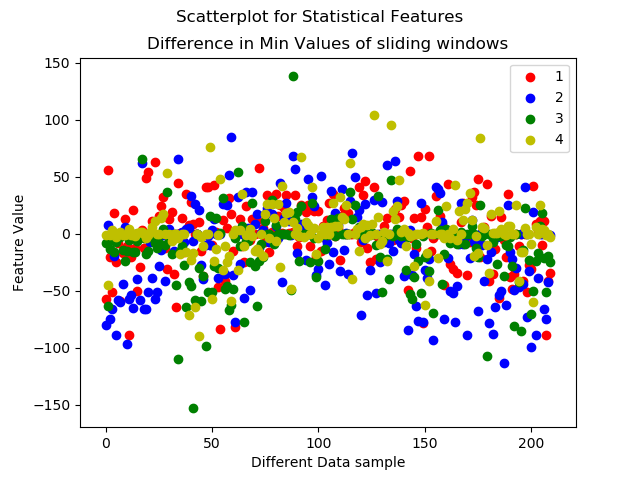 Scatterplot for Statistical Features
Difference in Min Values of sliding windows
1
2
3
4
Feature Value
150
100
50
0
−50
−100
−150
0 50 100 150 200
Different Data sample